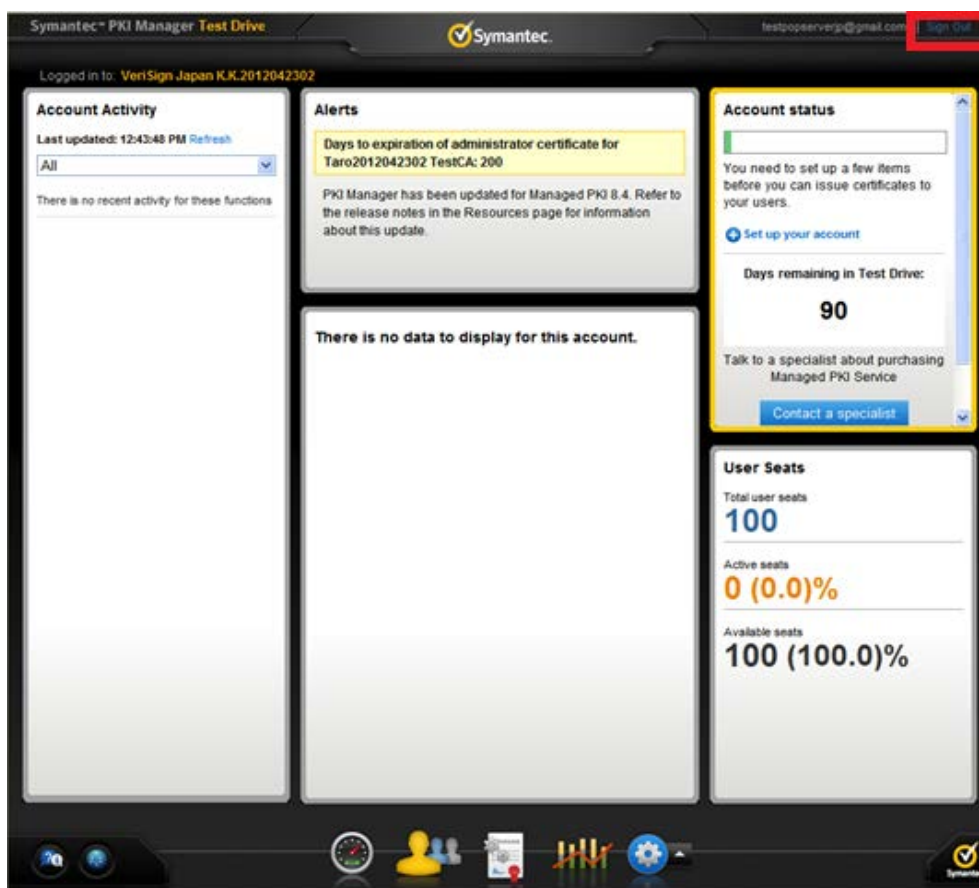 Symantec™ PKI Manager Test Drive
Symantec.
testpopserverjp@gmail.com | Sign Out
Logged in to: VeriSign Japan K.K.2012042302
Account Activity
Last updated: 12:43:48 PM Refresh
All
There is no recent activity for these functions
Alerts
Days to expiration of administrator certificate for
Taro2012042302 TestCA: 200
PKI Manager has been updated for Managed PKI 8.4. Refer to
the release notes in the Resources page for information
about this update.
There is no data to display for this account.
Account status
You need to set up a few items
before you can issue certificates to
your users.
Set up your account
Days remaining in Test Drive:
90
Talk to a specialist about purchasing
Managed PKI Service
Contact a specialist
User Seats
Total user seats
100
Active seats
0 (0.0)%
Available seats
100 (100.0)%
Symantec